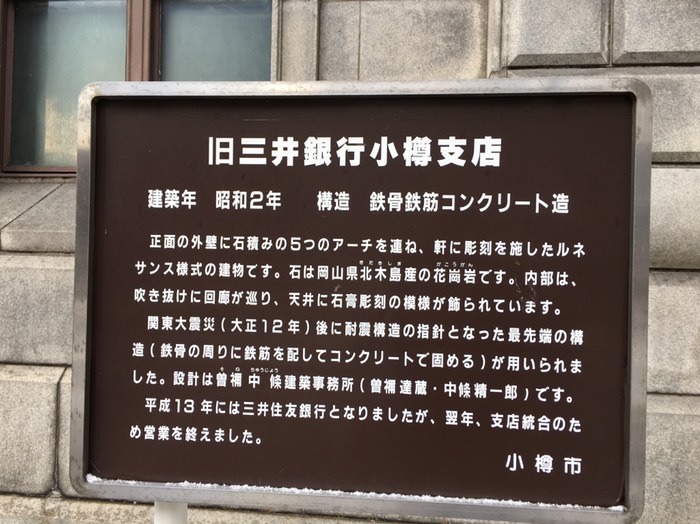 旧三井銀行小樽支店
建築年 昭和2年 構造 鉄骨鉄筋コンクリート造
正面の外壁に石積みの5つのアーチを連ね、軒に彫刻を施したルネ
サンス様式の建物です。石は岡山県北木島産の花崗岩です。内部は、
吹き抜けに回廊が巡り、天井に石膏彫刻の模様が飾られています。
関東大震災(大正12年)後に耐震構造の指針となった最先端の構
造(鉄骨の周りに鉄筋を配してコンクリートで固める)が用いられま
した。設計は曽禰中條建築事務所(曽禰達蔵・中條精一郎)です。
平成13年には三井住友銀行となりましたが、翌年、支店統合のた
め営業を終えました。
小樽市